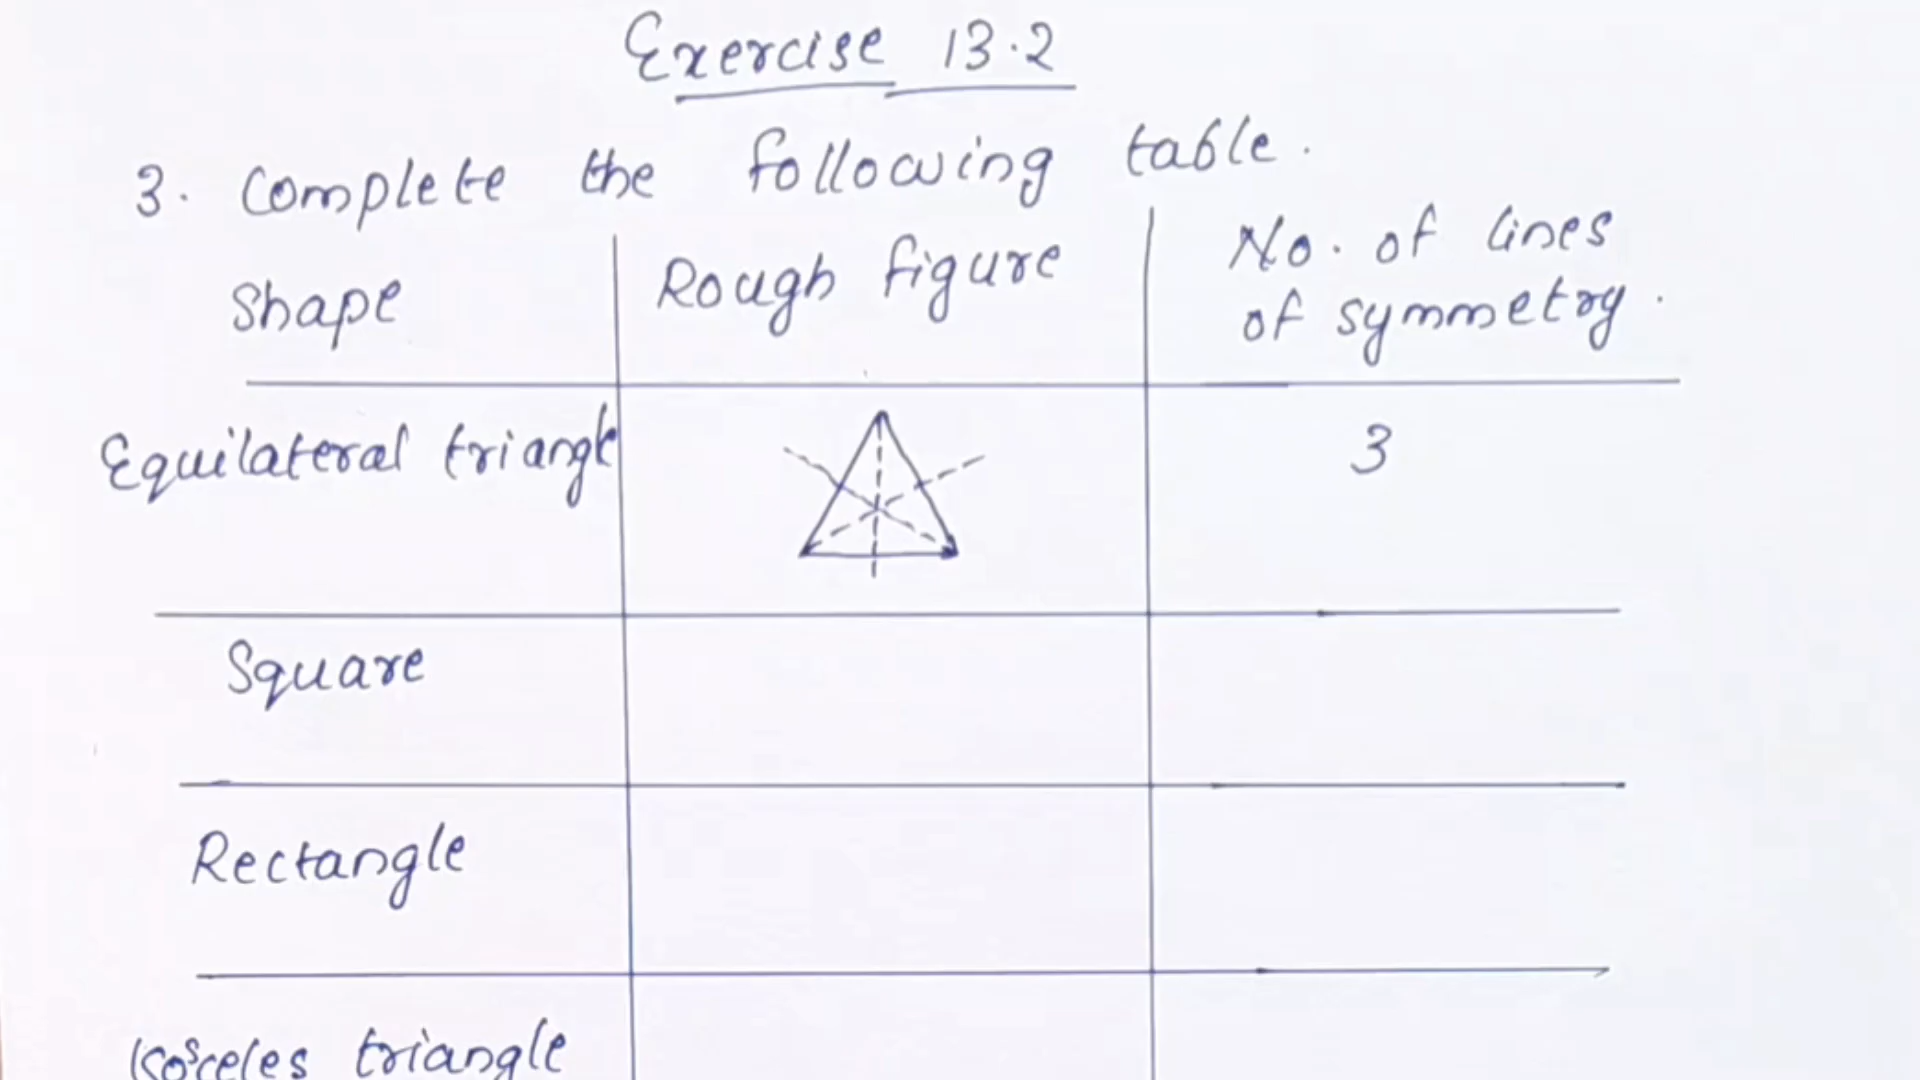 Exercise 13.2
3. Complete the following table.
Shape
Rough figure
No. of lines
of symmetry.
Equilateral triangle
3
Square
Rectangle
Isosceles triangle